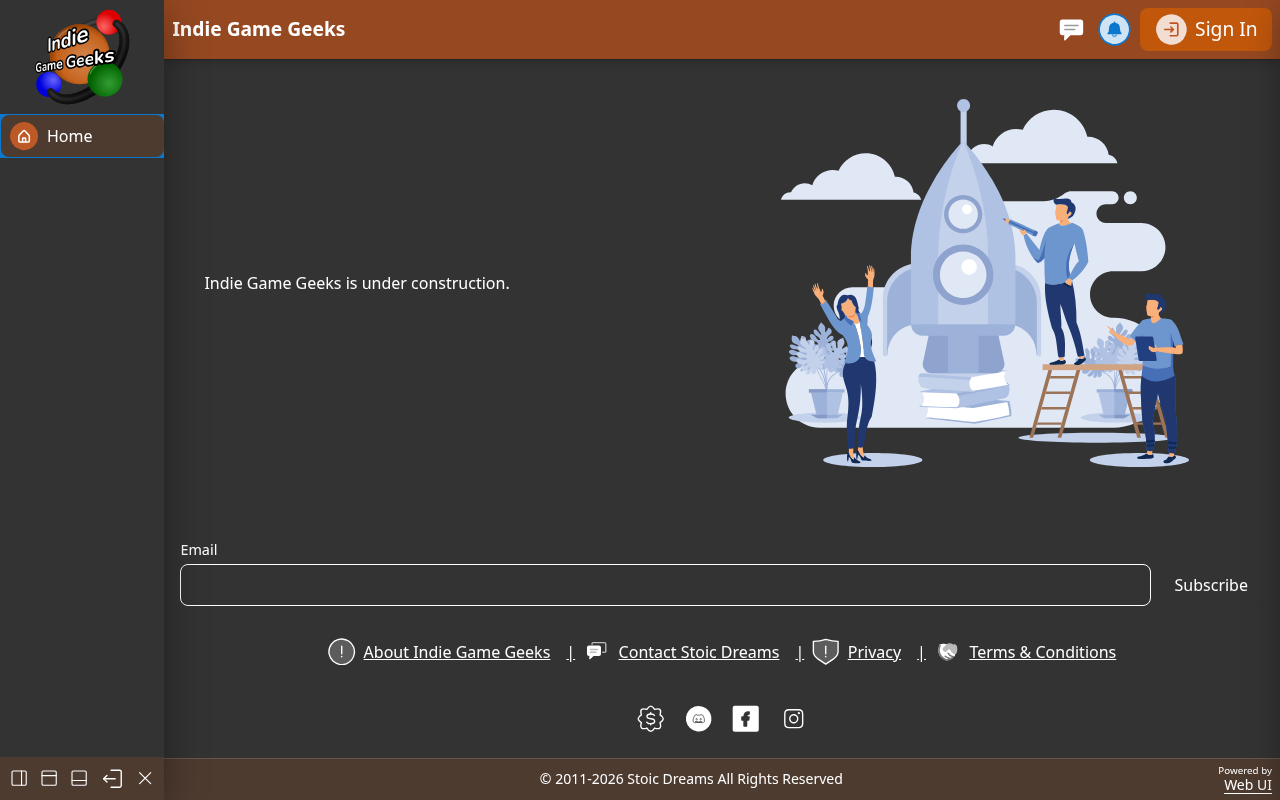 Indie
Game Geeks
Indie Game Geeks
Sign In
Home
Indie Game Geeks is under construction.
Email
Subscribe
About Indie Game Geeks | Contact Stoic Dreams | Privacy | Terms & Conditions
© 2011-2026 Stoic Dreams All Rights Reserved
Powered by
Web UI